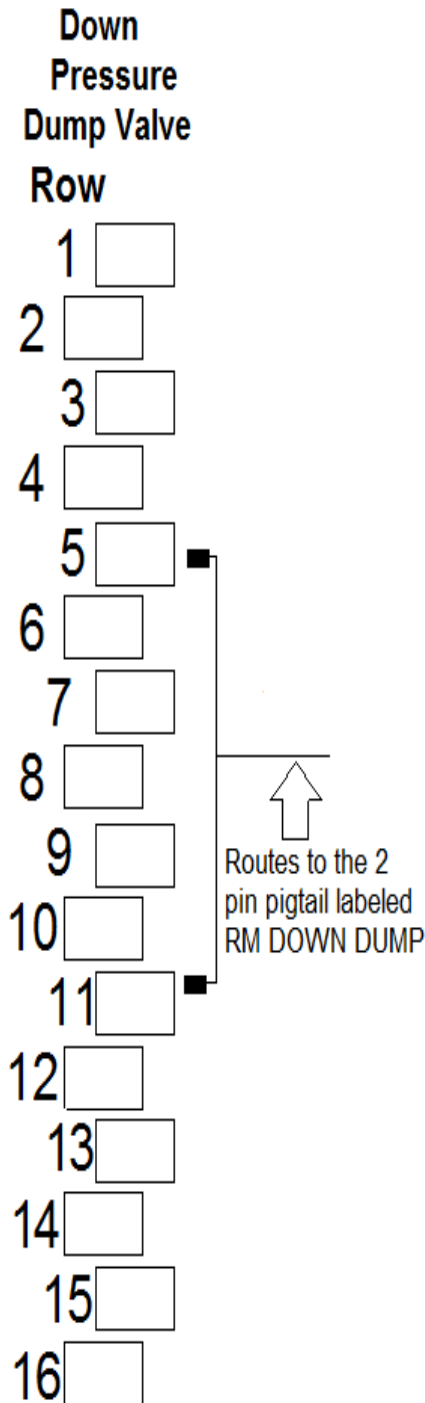 Down
Pressure
Dump Valve
Row
1
2
3
4
5
6
7
8
9
Routes to the 2
pin pigtail labeled
RM DOWN DUMP
10
11
12
13
14
15
16